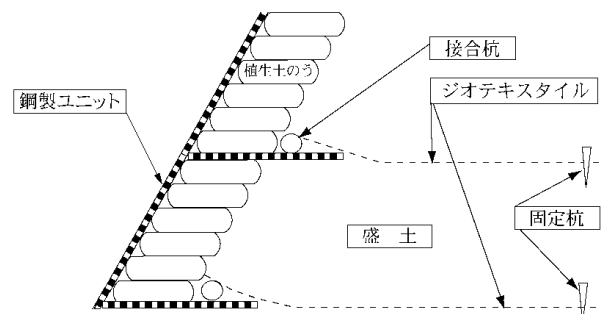 接合杭
植生土のう
ジオテキスタイル
鋼製ユニット
固定杭
盛土